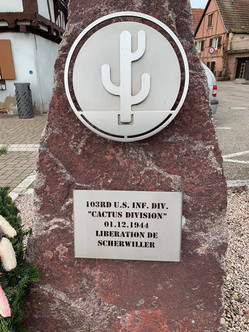 103RD U.S. INF. DIV.
"CACTUS DIVISION"
01.12.1944
LIBERATION DE
SCHERWILLER